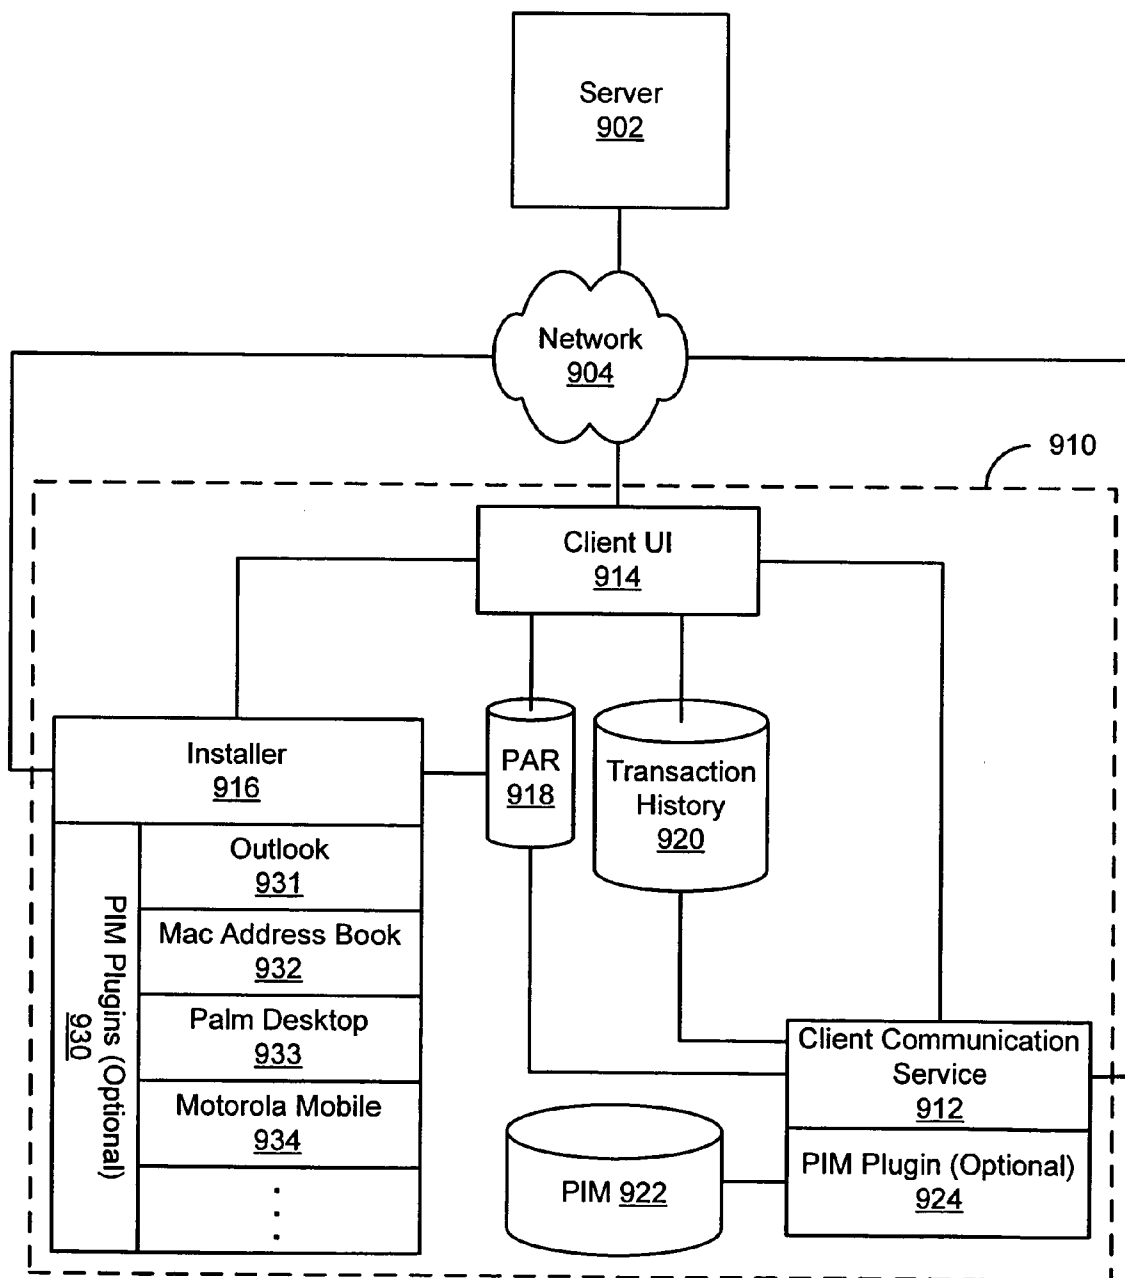 Server
902
Network
904
910
Client UI
914
Installer
916
PAR
918
Transaction
History
920
PIM Plugins (Optional)
930
Outlook
931
Mac Address Book
932
Palm Desktop
933
Motorola Mobile
934
Client Communication
Service
912
PIM 922
PIM Plugin (Optional)
924